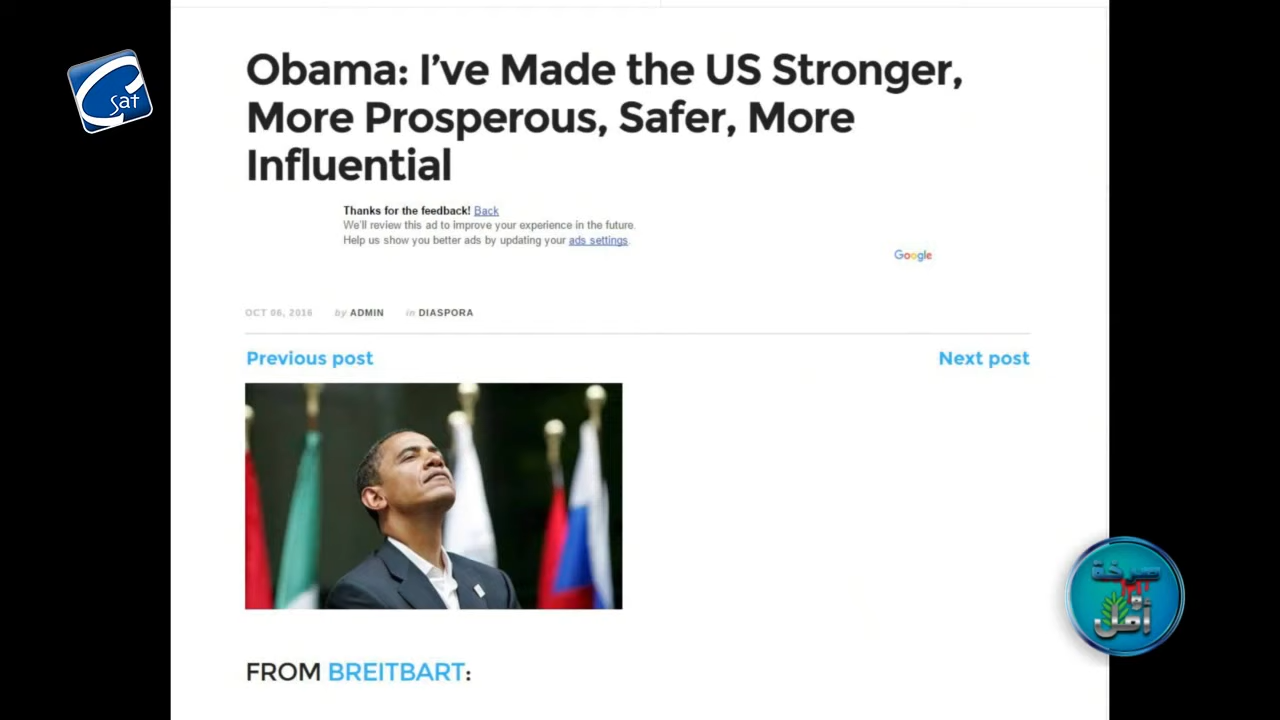 C
Sat
Obama: I've Made the US Stronger,
More Prosperous, Safer, More
Influential
Thanks for the feedback! Back
We'll review this ad to improve your experience in the future.
Help us show you better ads by updating your ads settings.
Google
OCT 06, 2016 by ADMIN in DIASPORA
Previous post
Next post
صرخة
و
أمل
FROM BREITBART: